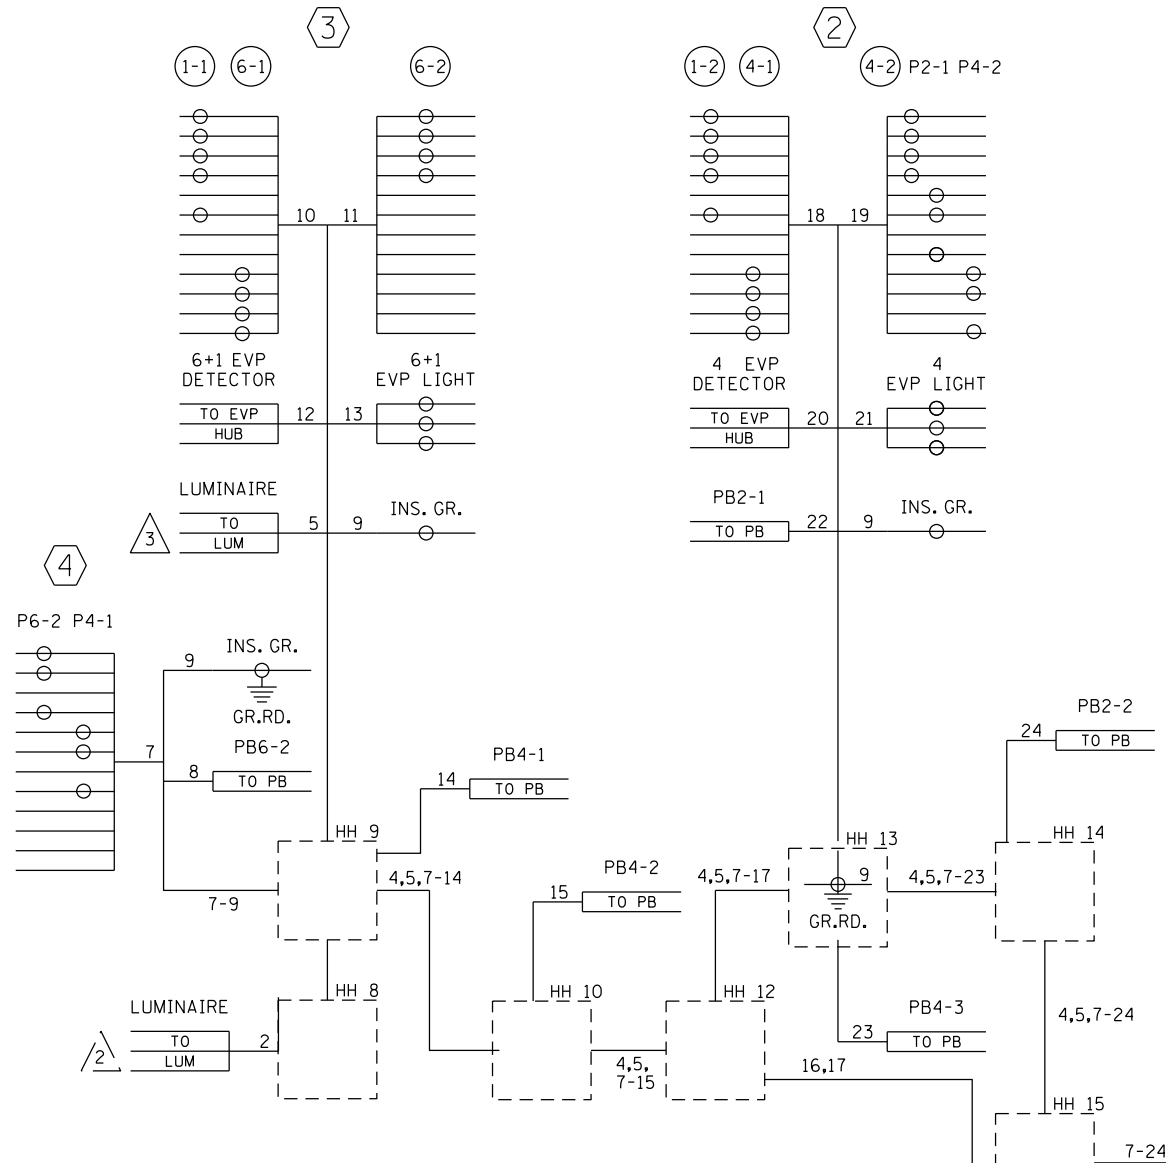 3
2
1-1 6-1 6-2
1-2 4-1 4-2 P2-1 P4-2
10 11
18 19
6+1 EVP
DETECTOR
6+1
EVP LIGHT
4 EVP
DETECTOR
4
EVP LIGHT
TO EVP
HUB
12 13
TO EVP
HUB
20 21
LUMINAIRE
TO
LUM
3
5 9
INS. GR.
PB2-1
TO PB
22 9
INS. GR.
4
P6-2 P4-1
9
INS. GR.
GR.RD.
7
PB6-2
8
TO PB
7-9
PB4-1
14
TO PB
PB2-2
24
TO PB
HH 9
4,5,7-14
PB4-2
15
TO PB
4,5,7-17
HH 13
9
GR.RD.
4,5,7-23
HH 14
LUMINAIRE
TO
LUM
2
2
HH 8
HH 10
4,5,
7-15
HH 12
16,17
PB4-3
23
TO PB
4,5,7-24
HH 15
7-24